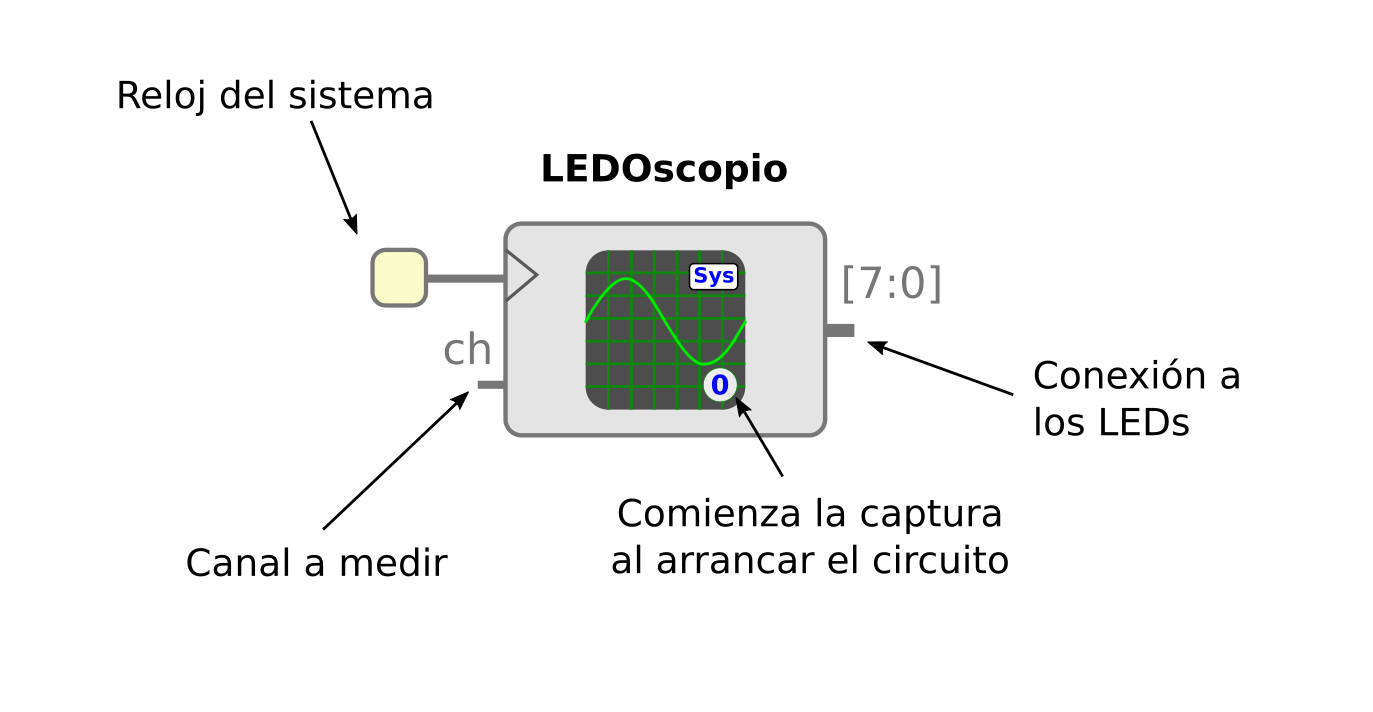 Reloj del sistema
LEDOscopio
Sys
[7:0]
ch
0
Conexión a
los LEDs
Comienza la captura
al arrancar el circuito
Canal a medir